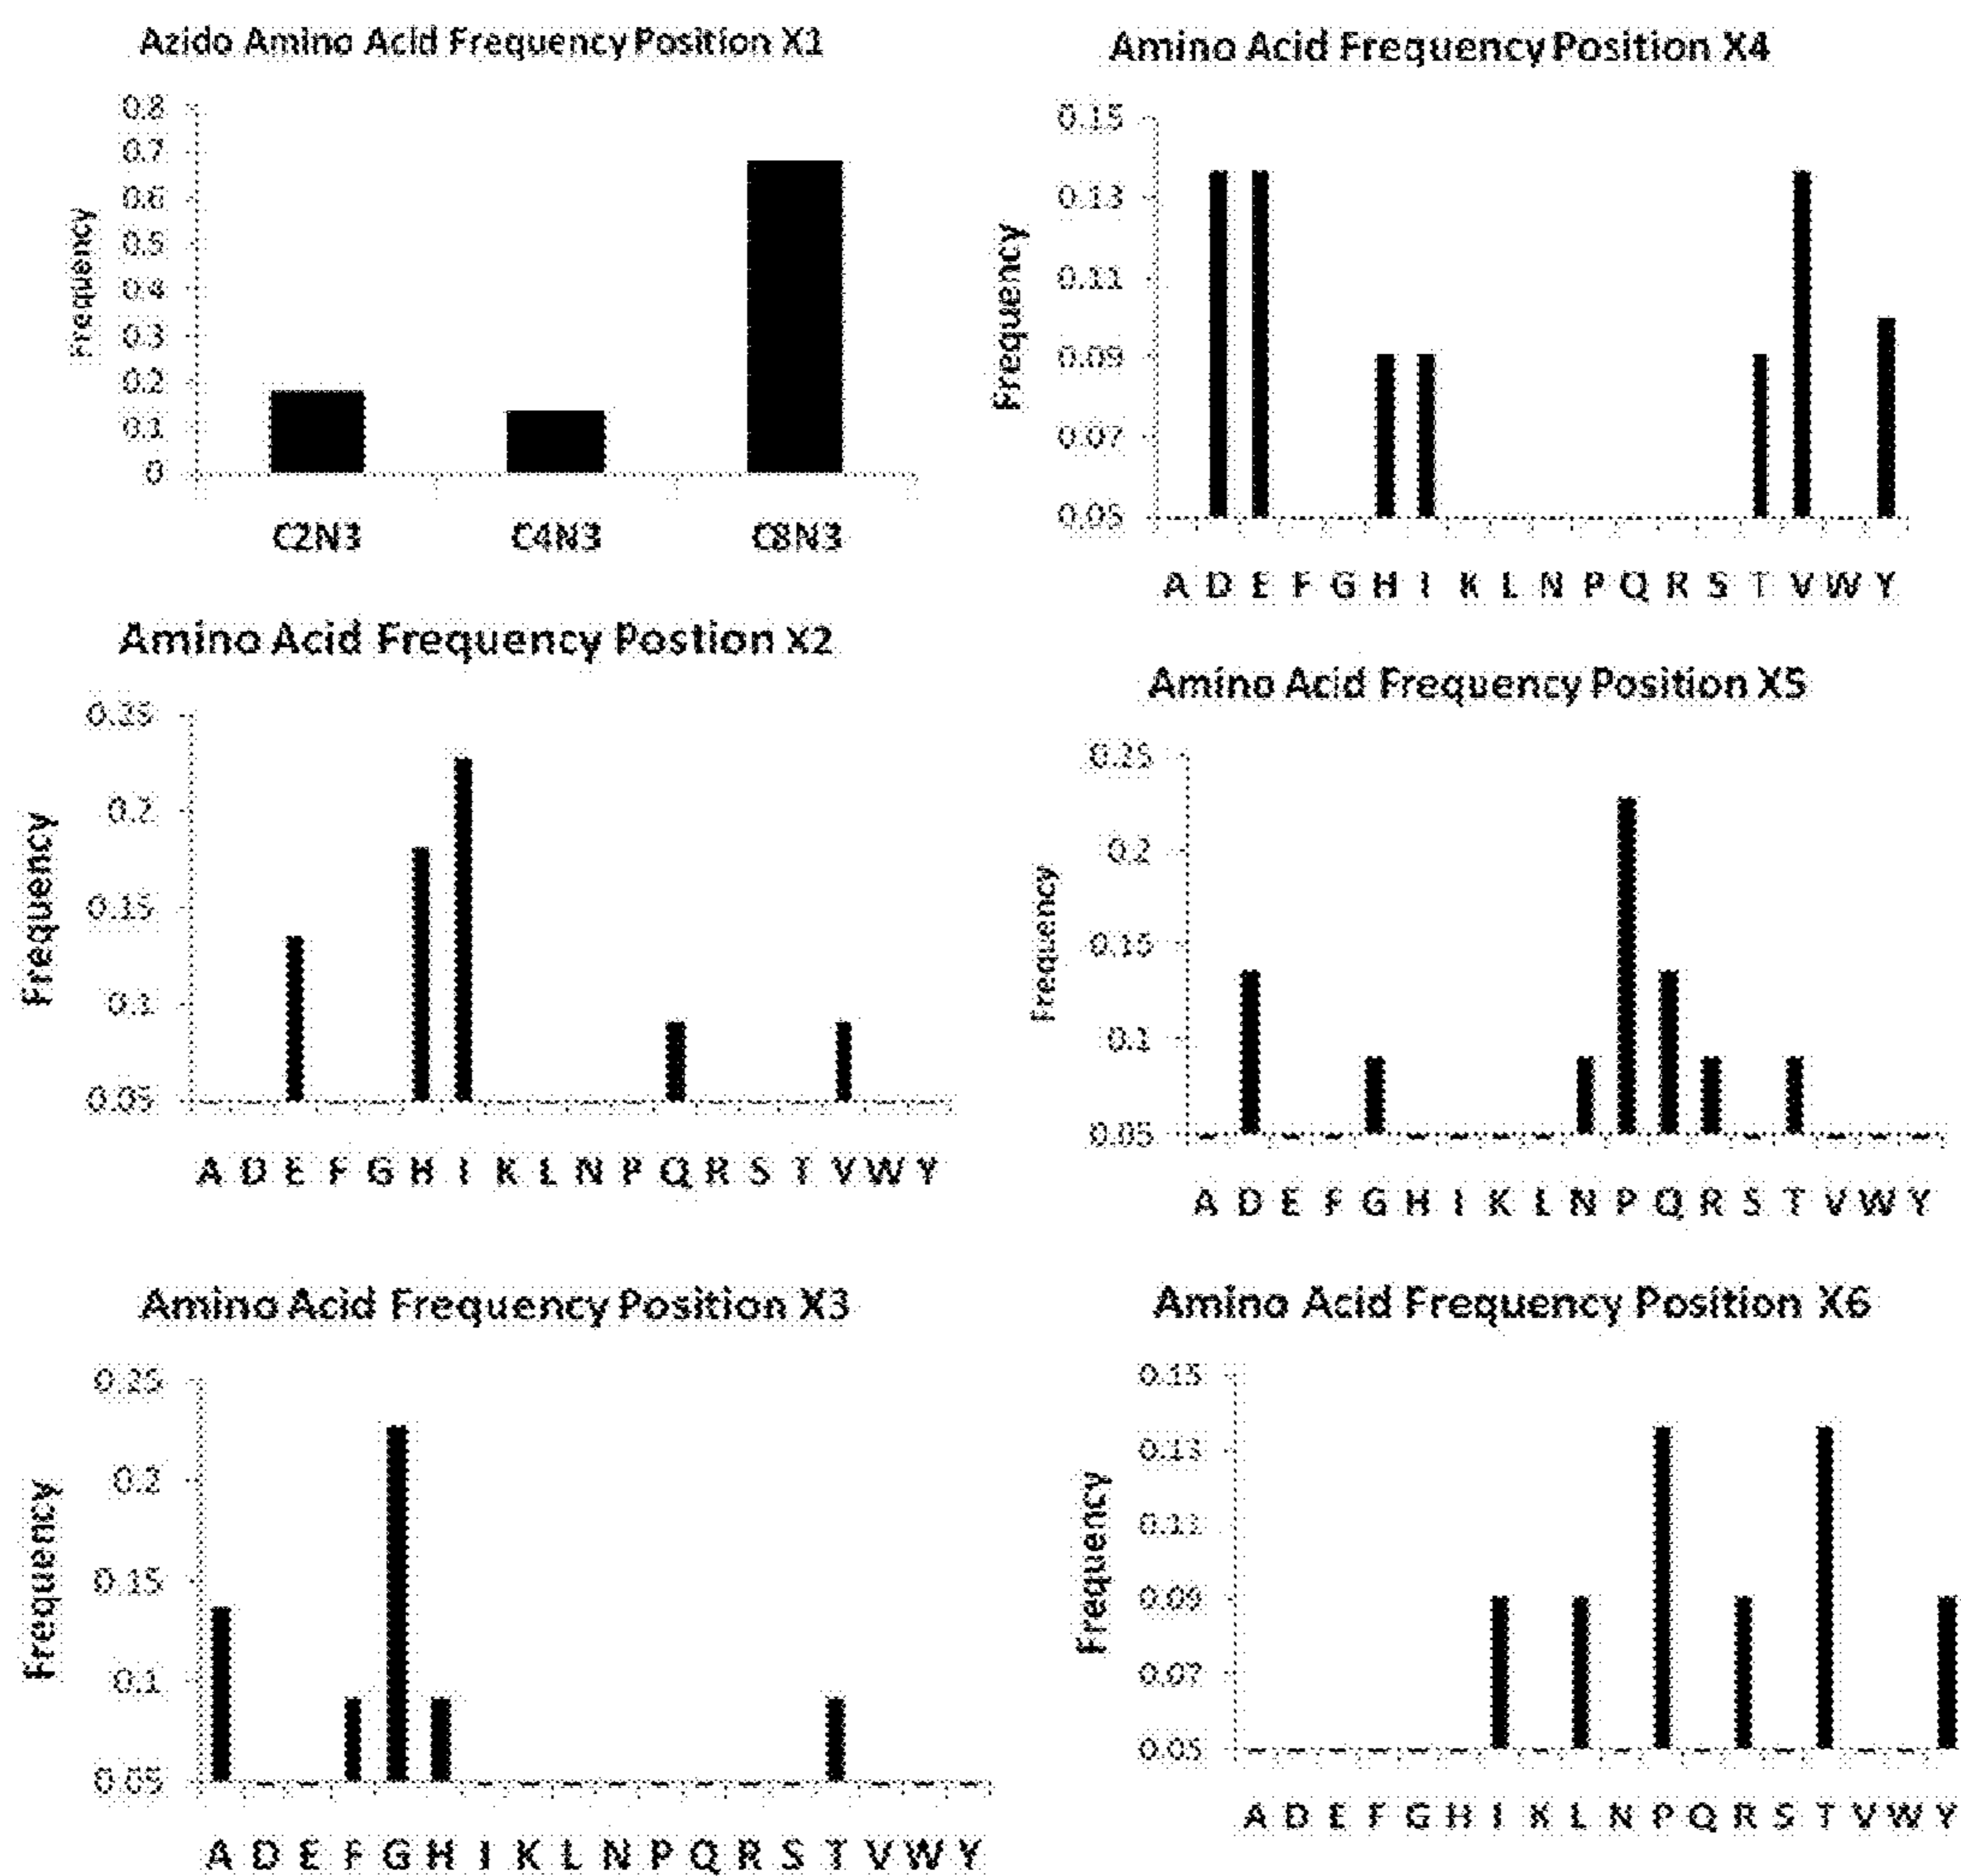 Azido Amino Acid Frequency Position X1
Frequency
0.8
0.7
0.6
0.5
0.4
0.3
0.2
0.1
0
C2N3 C4N3 C8N3
Amino Acid Frequency Postion X2
Frequency
0.25
0.2
0.15
0.1
0.05
A D E F G H I K L N P Q R S T V W Y
Amino Acid Frequency Position X3
Frequency
0.25
0.2
0.15
0.1
0.05
A D E F G H I K L N P Q R S T V W Y
Amino Acid Frequency Position X4
Frequency
0.15
0.13
0.11
0.09
0.07
0.05
A D E F G H I K L N P Q R S T V W Y
Amino Acid Frequency Position X5
Frequency
0.25
0.2
0.15
0.1
0.05
A D E F G H I K L N P Q R S T V W Y
Amino Acid Frequency Position X6
Frequency
0.15
0.13
0.11
0.09
0.07
0.05
A D E F G H I K L N P Q R S T V W Y